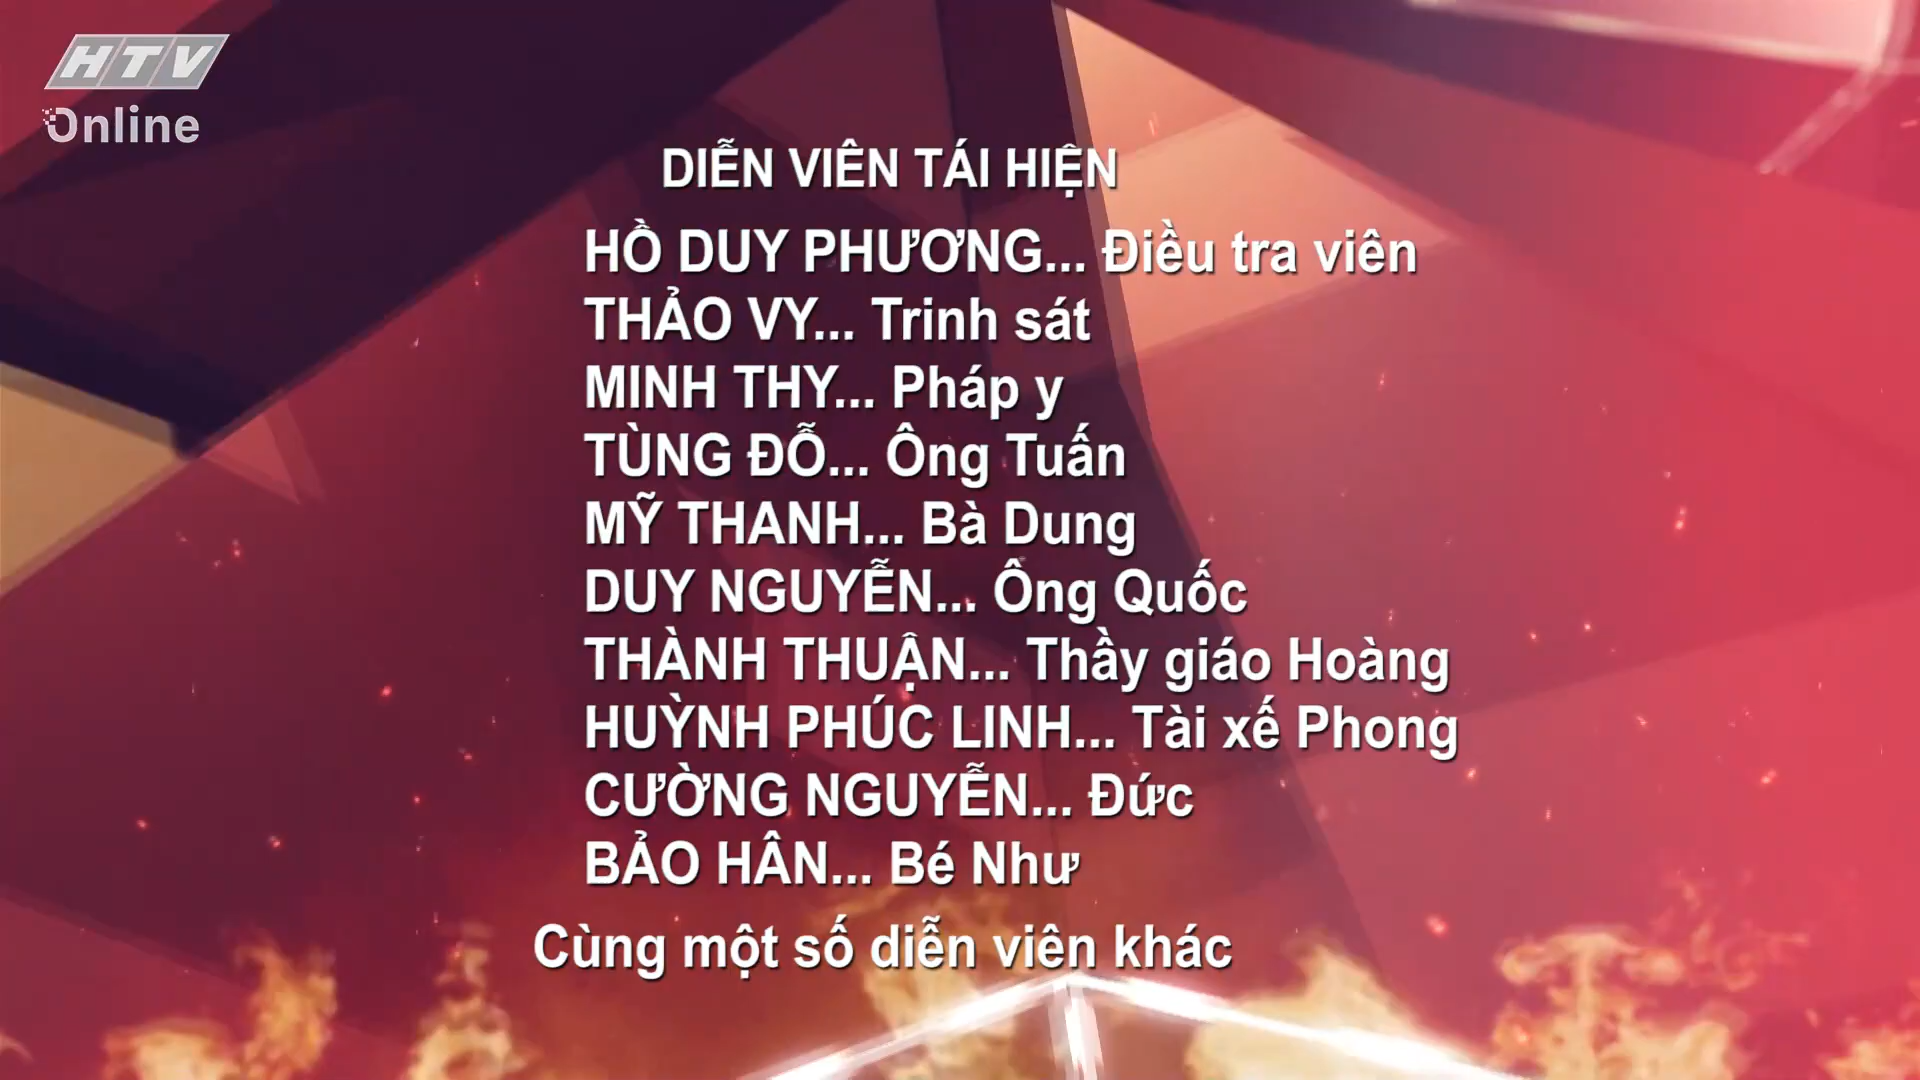 HTV
Online
DIỄN VIÊN TÁI HIỆN
HỒ DUY PHƯƠNG... Điều tra viên
THẢO VY... Trinh sát
MINH THY... Pháp y
TÙNG ĐỖ... Ông Tuấn
MỸ THANH... Bà Dung
DUY NGUYỄN... Ông Quốc
THÀNH THUẬN... Thầy giáo Hoàng
HUỲNH PHÚC LINH... Tài xế Phong
CƯỜNG NGUYỄN... Đức
BẢO HÂN... Bé Như
Cùng một số diễn viên khác